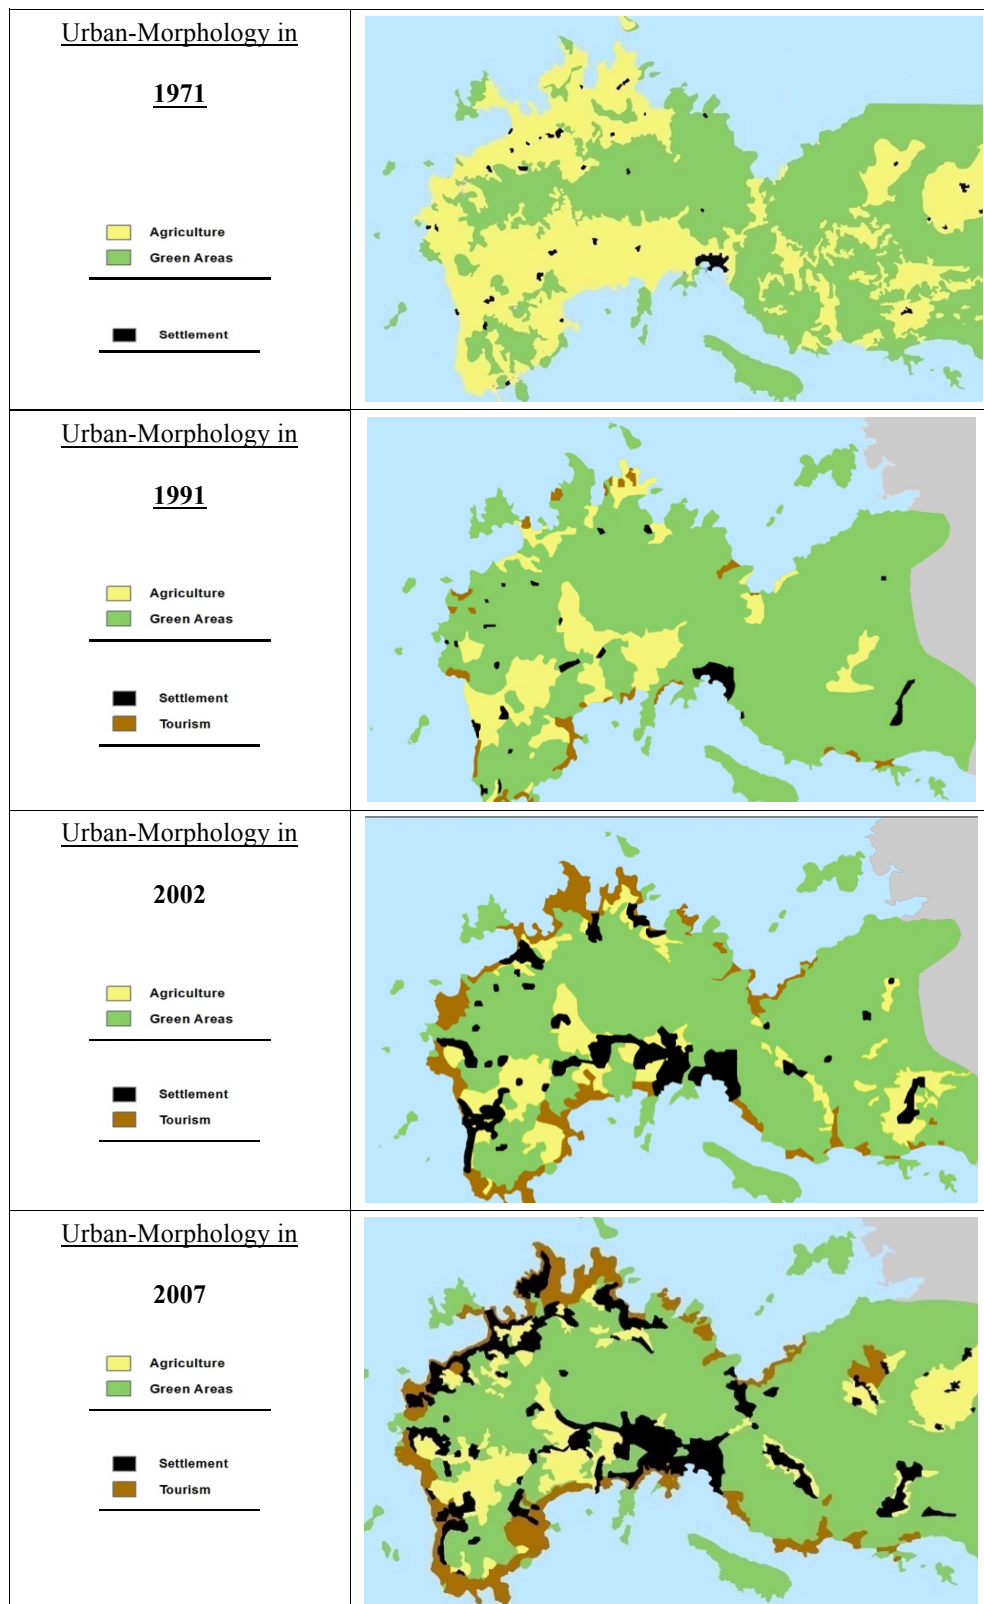 Urban-Morphology in
1971
Agriculture
Green Areas
Settlement
Urban-Morphology in
1991
Agriculture
Green Areas
Settlement
Tourism
Urban-Morphology in
2002
Agriculture
Green Areas
Settlement
Tourism
Urban-Morphology in
2007
Agriculture
Green Areas
Settlement
Tourism